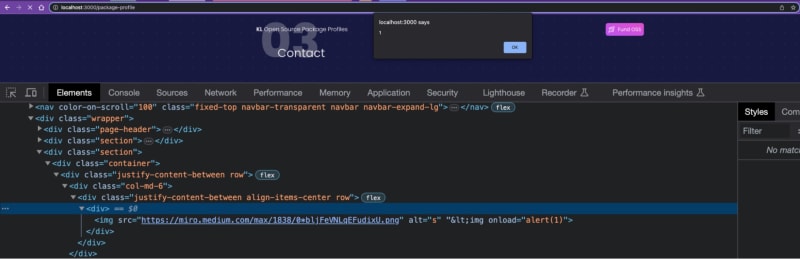 localhost:3000/package-profile
KL Open Source Package Profiles
03
Contact
localhost:3000 says
1
OK
Fund OSS
Elements Console Sources Network Performance Memory Application Security Lighthouse Recorder Performance insights
<nav color-on-scroll="100" class="fixed-top navbar-transparent navbar navbar-expand-lg">…</nav> flex
<div class="wrapper">
<div class="page-header">…</div>
<div class="section">…</div>
<div class="section">
<div class="container">
<div class="justify-content-between row"> flex
<div class="col-md-6">
<div class="justify-content-between align-items-center row"> flex
… <div> == $0
<img src="https://miro.medium.com/max/1838/0*bljFeVNLqEFudixU.png" alt="s" "&lt;img onload="alert(1)">
</div>
</div>
</div>
Styles Com
Filter
No matc